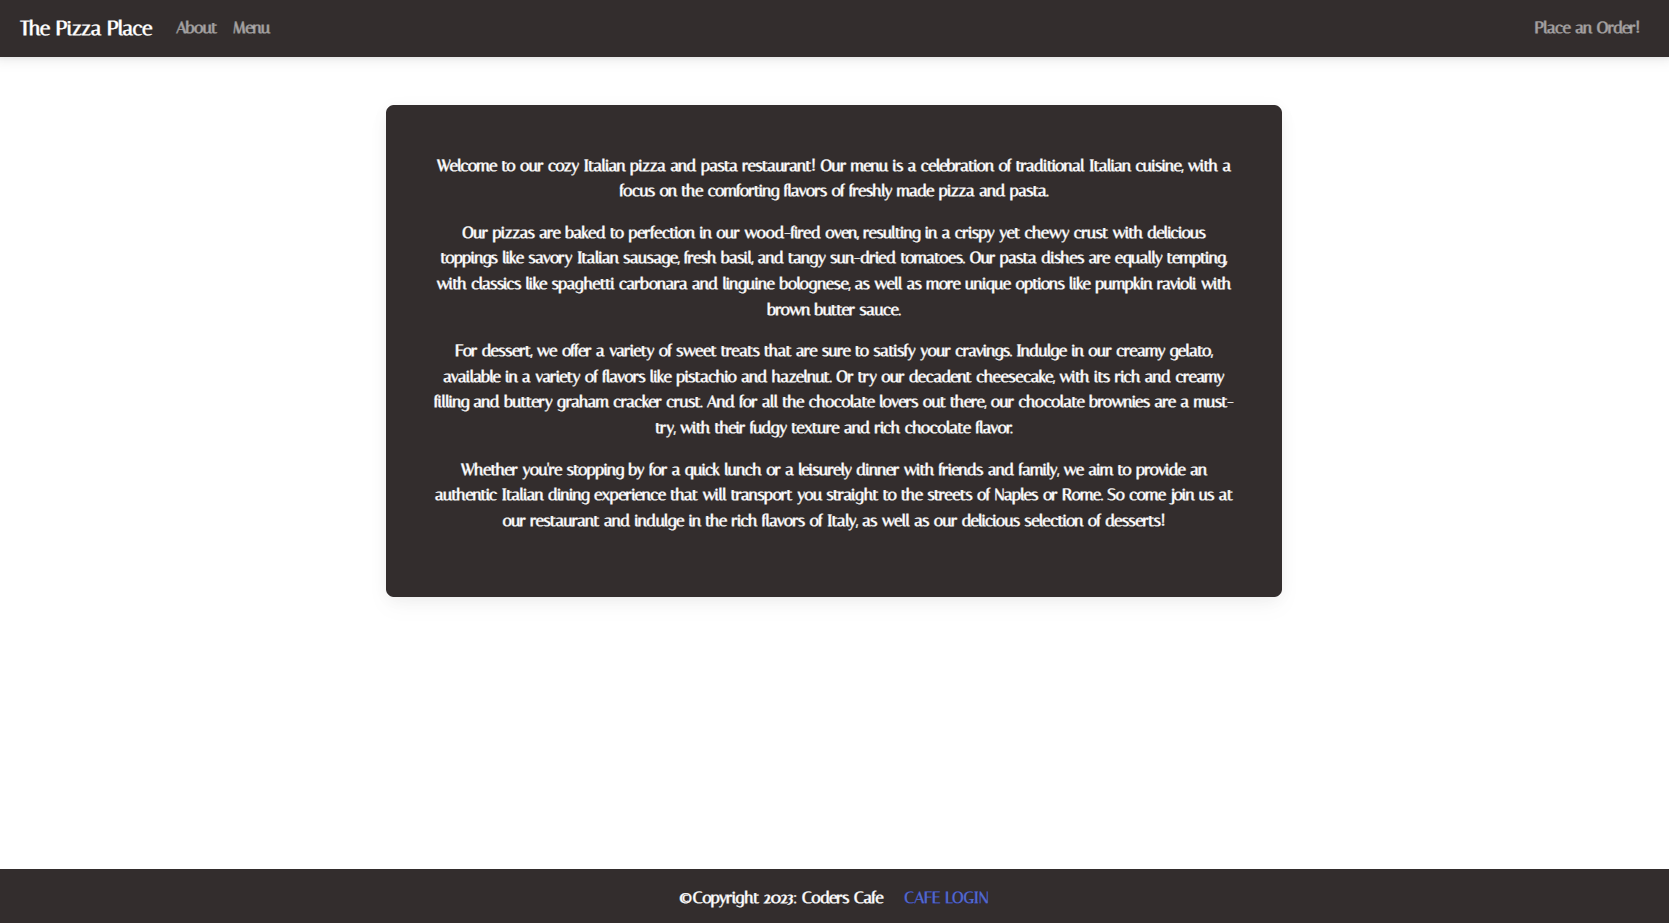 The Pizza Place About Menu Place an Order!
Welcome to our cozy Italian pizza and pasta restaurant! Our menu is a celebration of traditional Italian cuisine, with a
focus on the comforting flavors of freshly made pizza and pasta.
Our pizzas are baked to perfection in our wood-fired oven, resulting in a crispy yet chewy crust with delicious
toppings like savory Italian sausage, fresh basil, and tangy sun-dried tomatoes. Our pasta dishes are equally tempting,
with classics like spaghetti carbonara and linguine bolognese, as well as more unique options like pumpkin ravioli with
brown butter sauce.
For dessert, we offer a variety of sweet treats that are sure to satisfy your cravings. Indulge in our creamy gelato,
available in a variety of flavors like pistachio and hazelnut. Or try our decadent cheesecake, with its rich and creamy
filling and buttery graham cracker crust. And for all the chocolate lovers out there, our chocolate brownies are a must-
try, with their fudgy texture and rich chocolate flavor.
Whether you're stopping by for a quick lunch or a leisurely dinner with friends and family, we aim to provide an
authentic Italian dining experience that will transport you straight to the streets of Naples or Rome. So come join us at
our restaurant and indulge in the rich flavors of Italy, as well as our delicious selection of desserts!
©Copyright 2023: Coders Cafe CAFE LOGIN